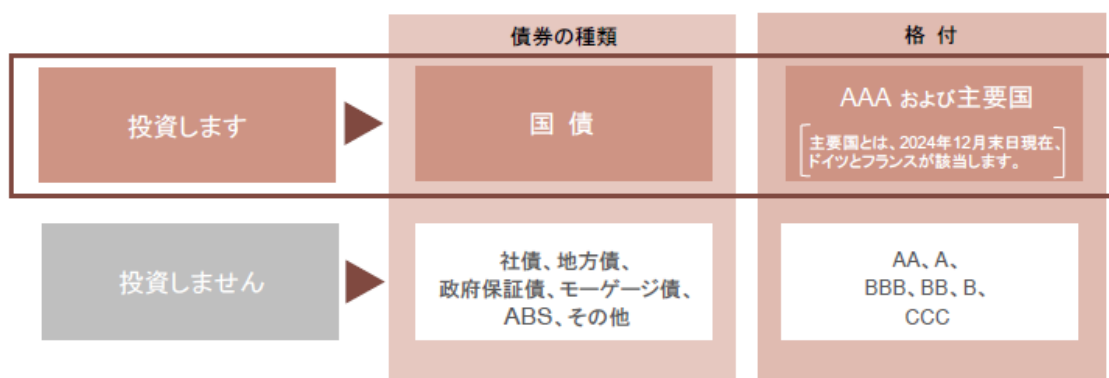 債券の種類
格 付
投資します
国 債
AAA および主要国
主要国とは、2024年12月末日現在、
ドイツとフランスが該当します。
投資しません
社債、地方債、
政府保証債、モーゲージ債、
ABS、その他
AA、A、
BBB、BB、B、
CCC